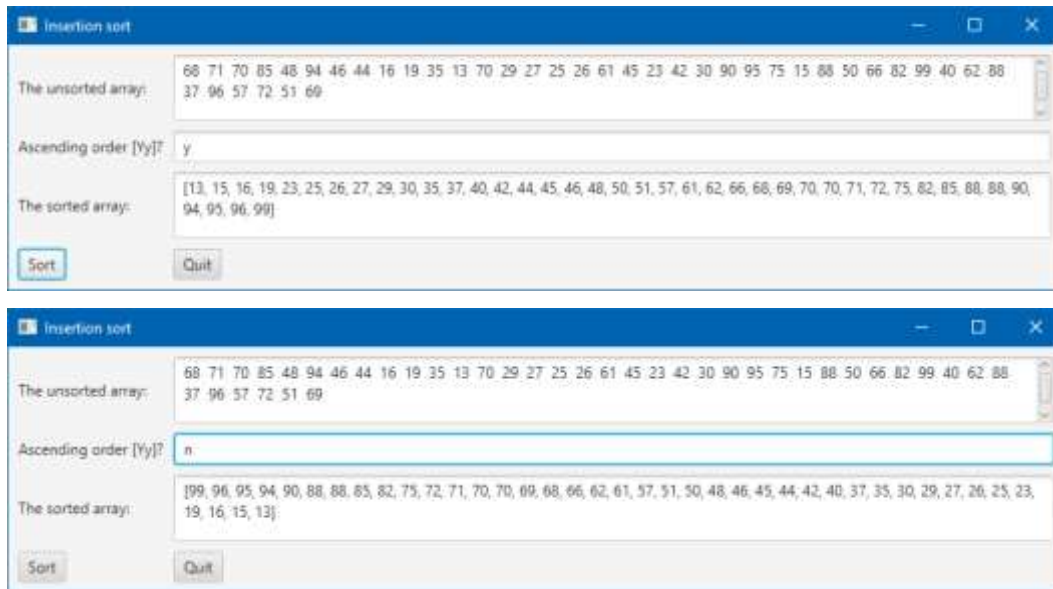 Insertion sort
The unsorted array:
68 71 70 85 48 94 46 44 16 19 35 13 70 29 27 25 26 61 45 23 42 30 90 95 75 15 88 50 66 82 99 40 62 88
37 96 57 72 51 69
Ascending order [Yy]?
y
The sorted array:
[13, 15, 16, 19, 23, 25, 26, 27, 29, 30, 35, 37, 40, 42, 44, 45, 46, 48, 50, 51, 57, 61, 62, 66, 68, 69, 70, 70, 71, 72, 75, 82, 85, 88, 88, 90,
94, 95, 96, 99]
Sort
Quit
Insertion sort
The unsorted array:
68 71 70 85 48 94 46 44 16 19 35 13 70 29 27 25 26 61 45 23 42 30 90 95 75 15 88 50 66 82 99 40 62 88
37 96 57 72 51 69
Ascending order [Yy]?
n
The sorted array:
[99, 96, 95, 94, 90, 88, 88, 85, 82, 75, 72, 71, 70, 70, 69, 68, 66, 62, 61, 57, 51, 50, 48, 46, 45, 44, 42, 40, 37, 35, 30, 29, 27, 26, 25, 23,
19, 16, 15, 13]
Sort
Quit